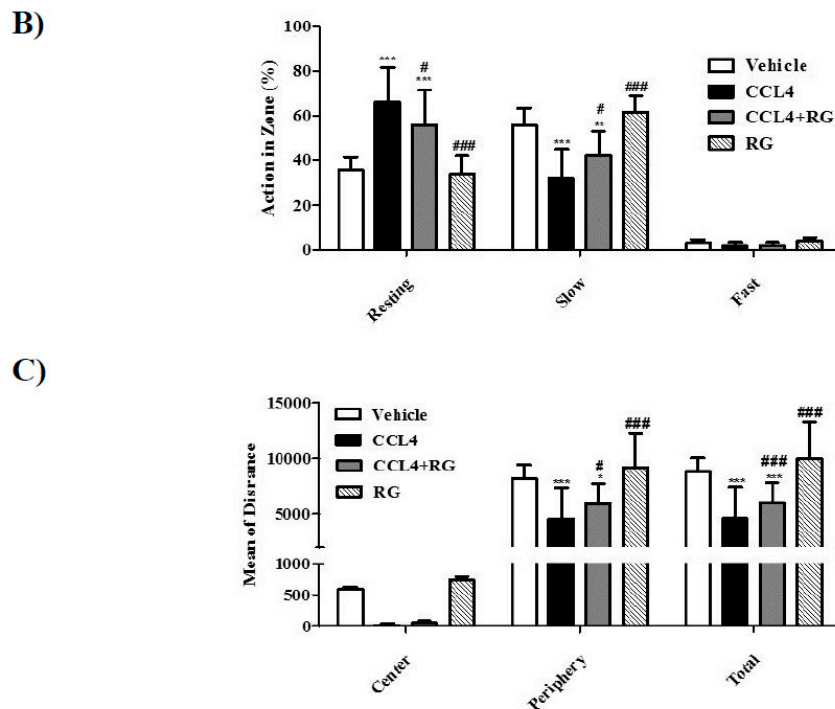 B)
Action in Zone (%)
100
80
60
40
20
0
***
#
***
###
***
#
**
###
Vehicle
CCL4
CCL4+RG
RG
Resting
Slow
Fast
C)
Mean of Disrance
15000
10000
5000
1000
500
0
Vehicle
CCL4
CCL4+RG
RG
***
#
*
###
***
###
***
###
Center
Periphery
Total